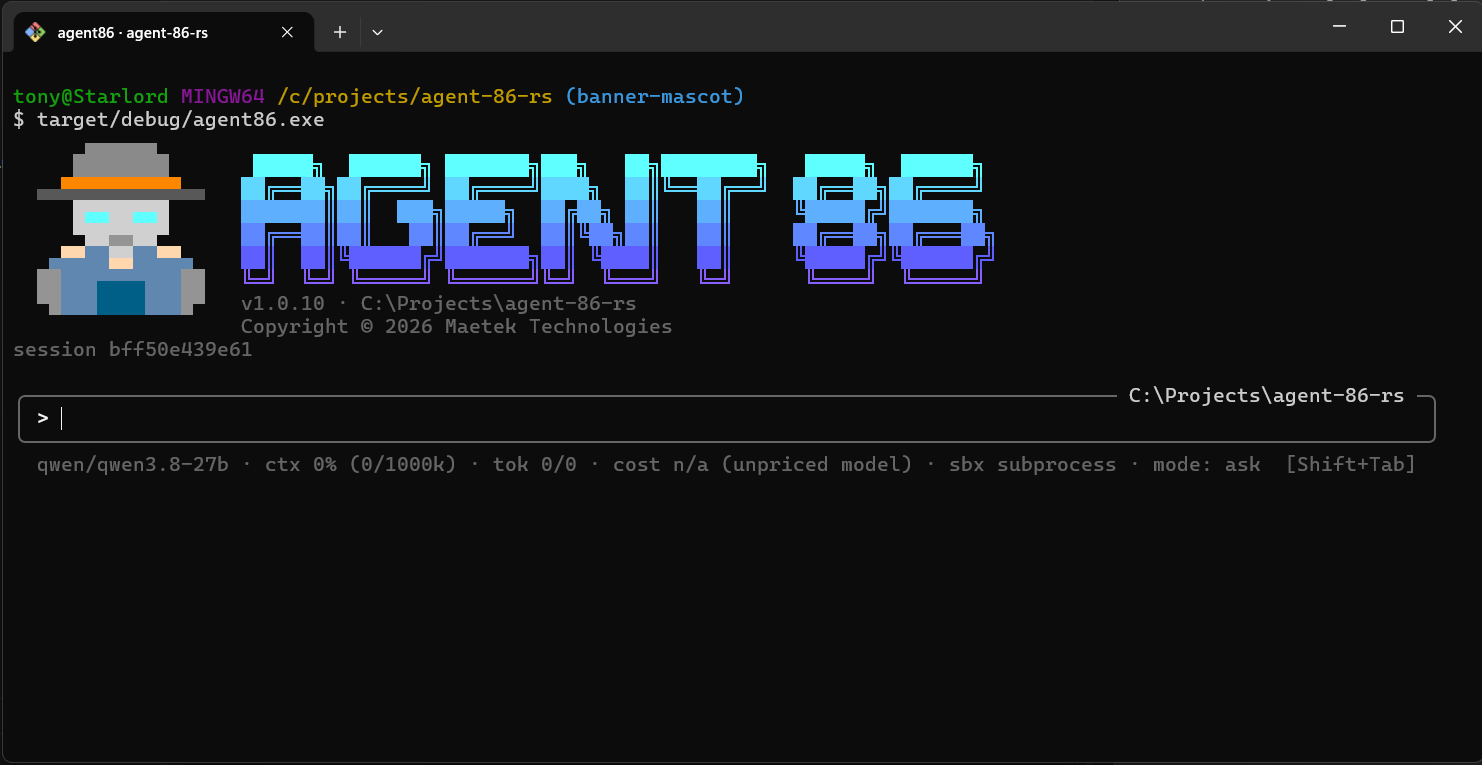 agent86 · agent-86-rs
tony@Starlord MINGW64 /c/projects/agent-86-rs (banner-mascot)
$ target/debug/agent86.exe
AGENT 86
v1.0.10 · C:\Projects\agent-86-rs
Copyright © 2026 Maetek Technologies
session bff50e439e61
C:\Projects\agent-86-rs
>
qwen/qwen3.8-27b · ctx 0% (0/1000k) · tok 0/0 · cost n/a (unpriced model) · sbx subprocess · mode: ask [Shift+Tab]